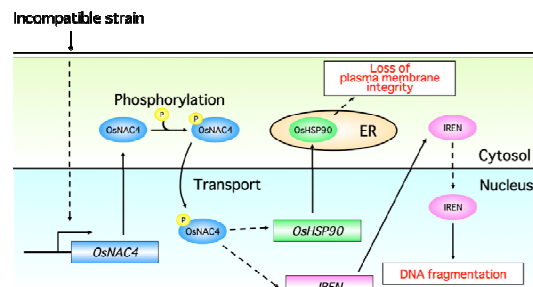 Incompatible strain
Loss of
plasma membrane
integrity
Phosphorylation
P
P
OsNAC4
OsNAC4
OsHSP90
ER
IREN
Cytosol
Transport
Nucleus
P
OsNAC4
OsHSP90
IREN
OsNAC4
DNA fragmentation
IREN